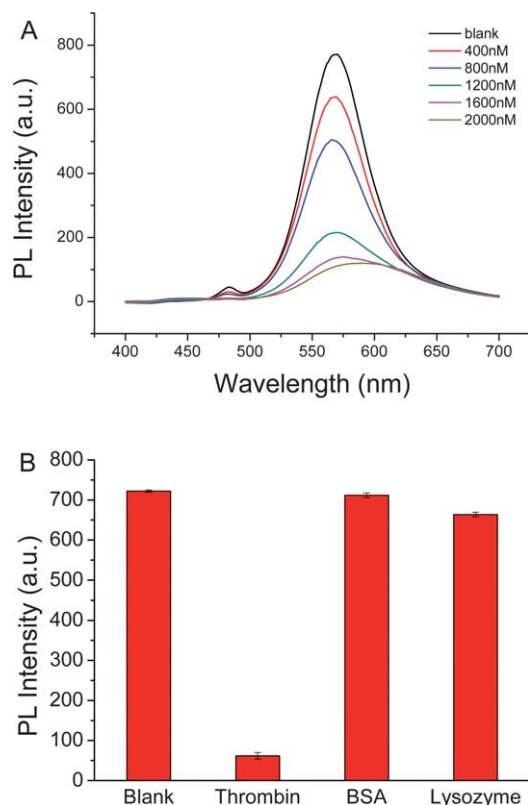 A
800
600
400
200
0
PL Intensity (a.u.)
blank
400nM
800nM
1200nM
1600nM
2000nM
400 450 500 550 600 650 700
Wavelength (nm)
B
800
700
600
500
400
300
200
100
0
PL Intensity (a.u.)
Blank Thrombin BSA Lysozyme